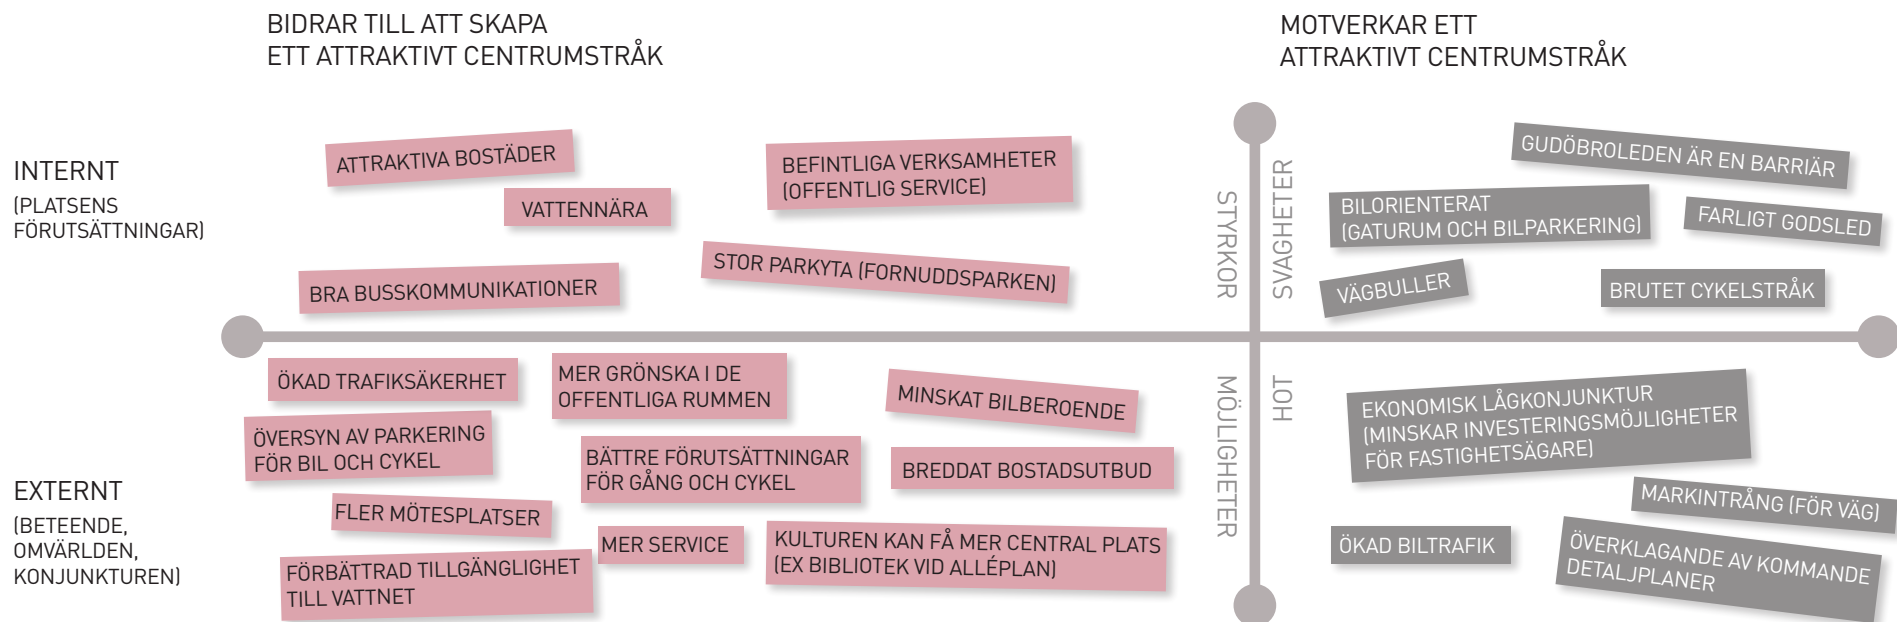 BIDRAR TILL ATT SKAPA
ETT ATTRAKTIVT CENTRUMSTRÅK
MOTVERKAR ETT
ATTRAKTIVT CENTRUMSTRÅK
INTERNT
(PLATSENS
FÖRUTSÄTTNINGAR)
ATTRAKTIVA BOSTÄDER
VATTENNÄRA
BEFINTLIGA VERKSAMHETER
(OFFENTLIG SERVICE)
BRA BUSSKOMMUNIKATIONER
STOR PARKYTA (FORNUDDSPARKEN)
STYRKOR
SVAGHETER
GUDÖBROLEDEN ÄR EN BARRIÄR
BILORIENTERAT
(GATURUM OCH BILPARKERING)
FARLIGT GODSLED
VÄGBULLER
BRUTET CYKELSTRÅK
EXTERNT
(BETEENDE,
OMVÄRLDEN,
KONJUNKTUREN)
ÖKAD TRAFIKSÄKERHET
MER GRÖNSKA I DE
OFFENTLIGA RUMMEN
MINSKAT BILBEROENDE
ÖVERSYN AV PARKERING
FÖR BIL OCH CYKEL
BÄTTRE FÖRUTSÄTTNINGAR
FÖR GÅNG OCH CYKEL
BREDDAT BOSTADSUTBUD
FLER MÖTESPLATSER
MER SERVICE
KULTUREN KAN FÅ MER CENTRAL PLATS
(EX BIBLIOTEK VID ALLÉPLAN)
FÖRBÄTTRAD TILLGÄNGLIGHET
TILL VATTNET
MÖJLIGHETER
HOT
EKONOMISK LÅGKONJUNKTUR
(MINSKAR INVESTERINGSMÖJLIGHETER
FÖR FASTIGHETSÄGARE)
MARKINTRÅNG (FÖR VÄG)
ÖKAD BILTRAFIK
ÖVERKLAGANDE AV KOMMANDE
DETALJPLANER